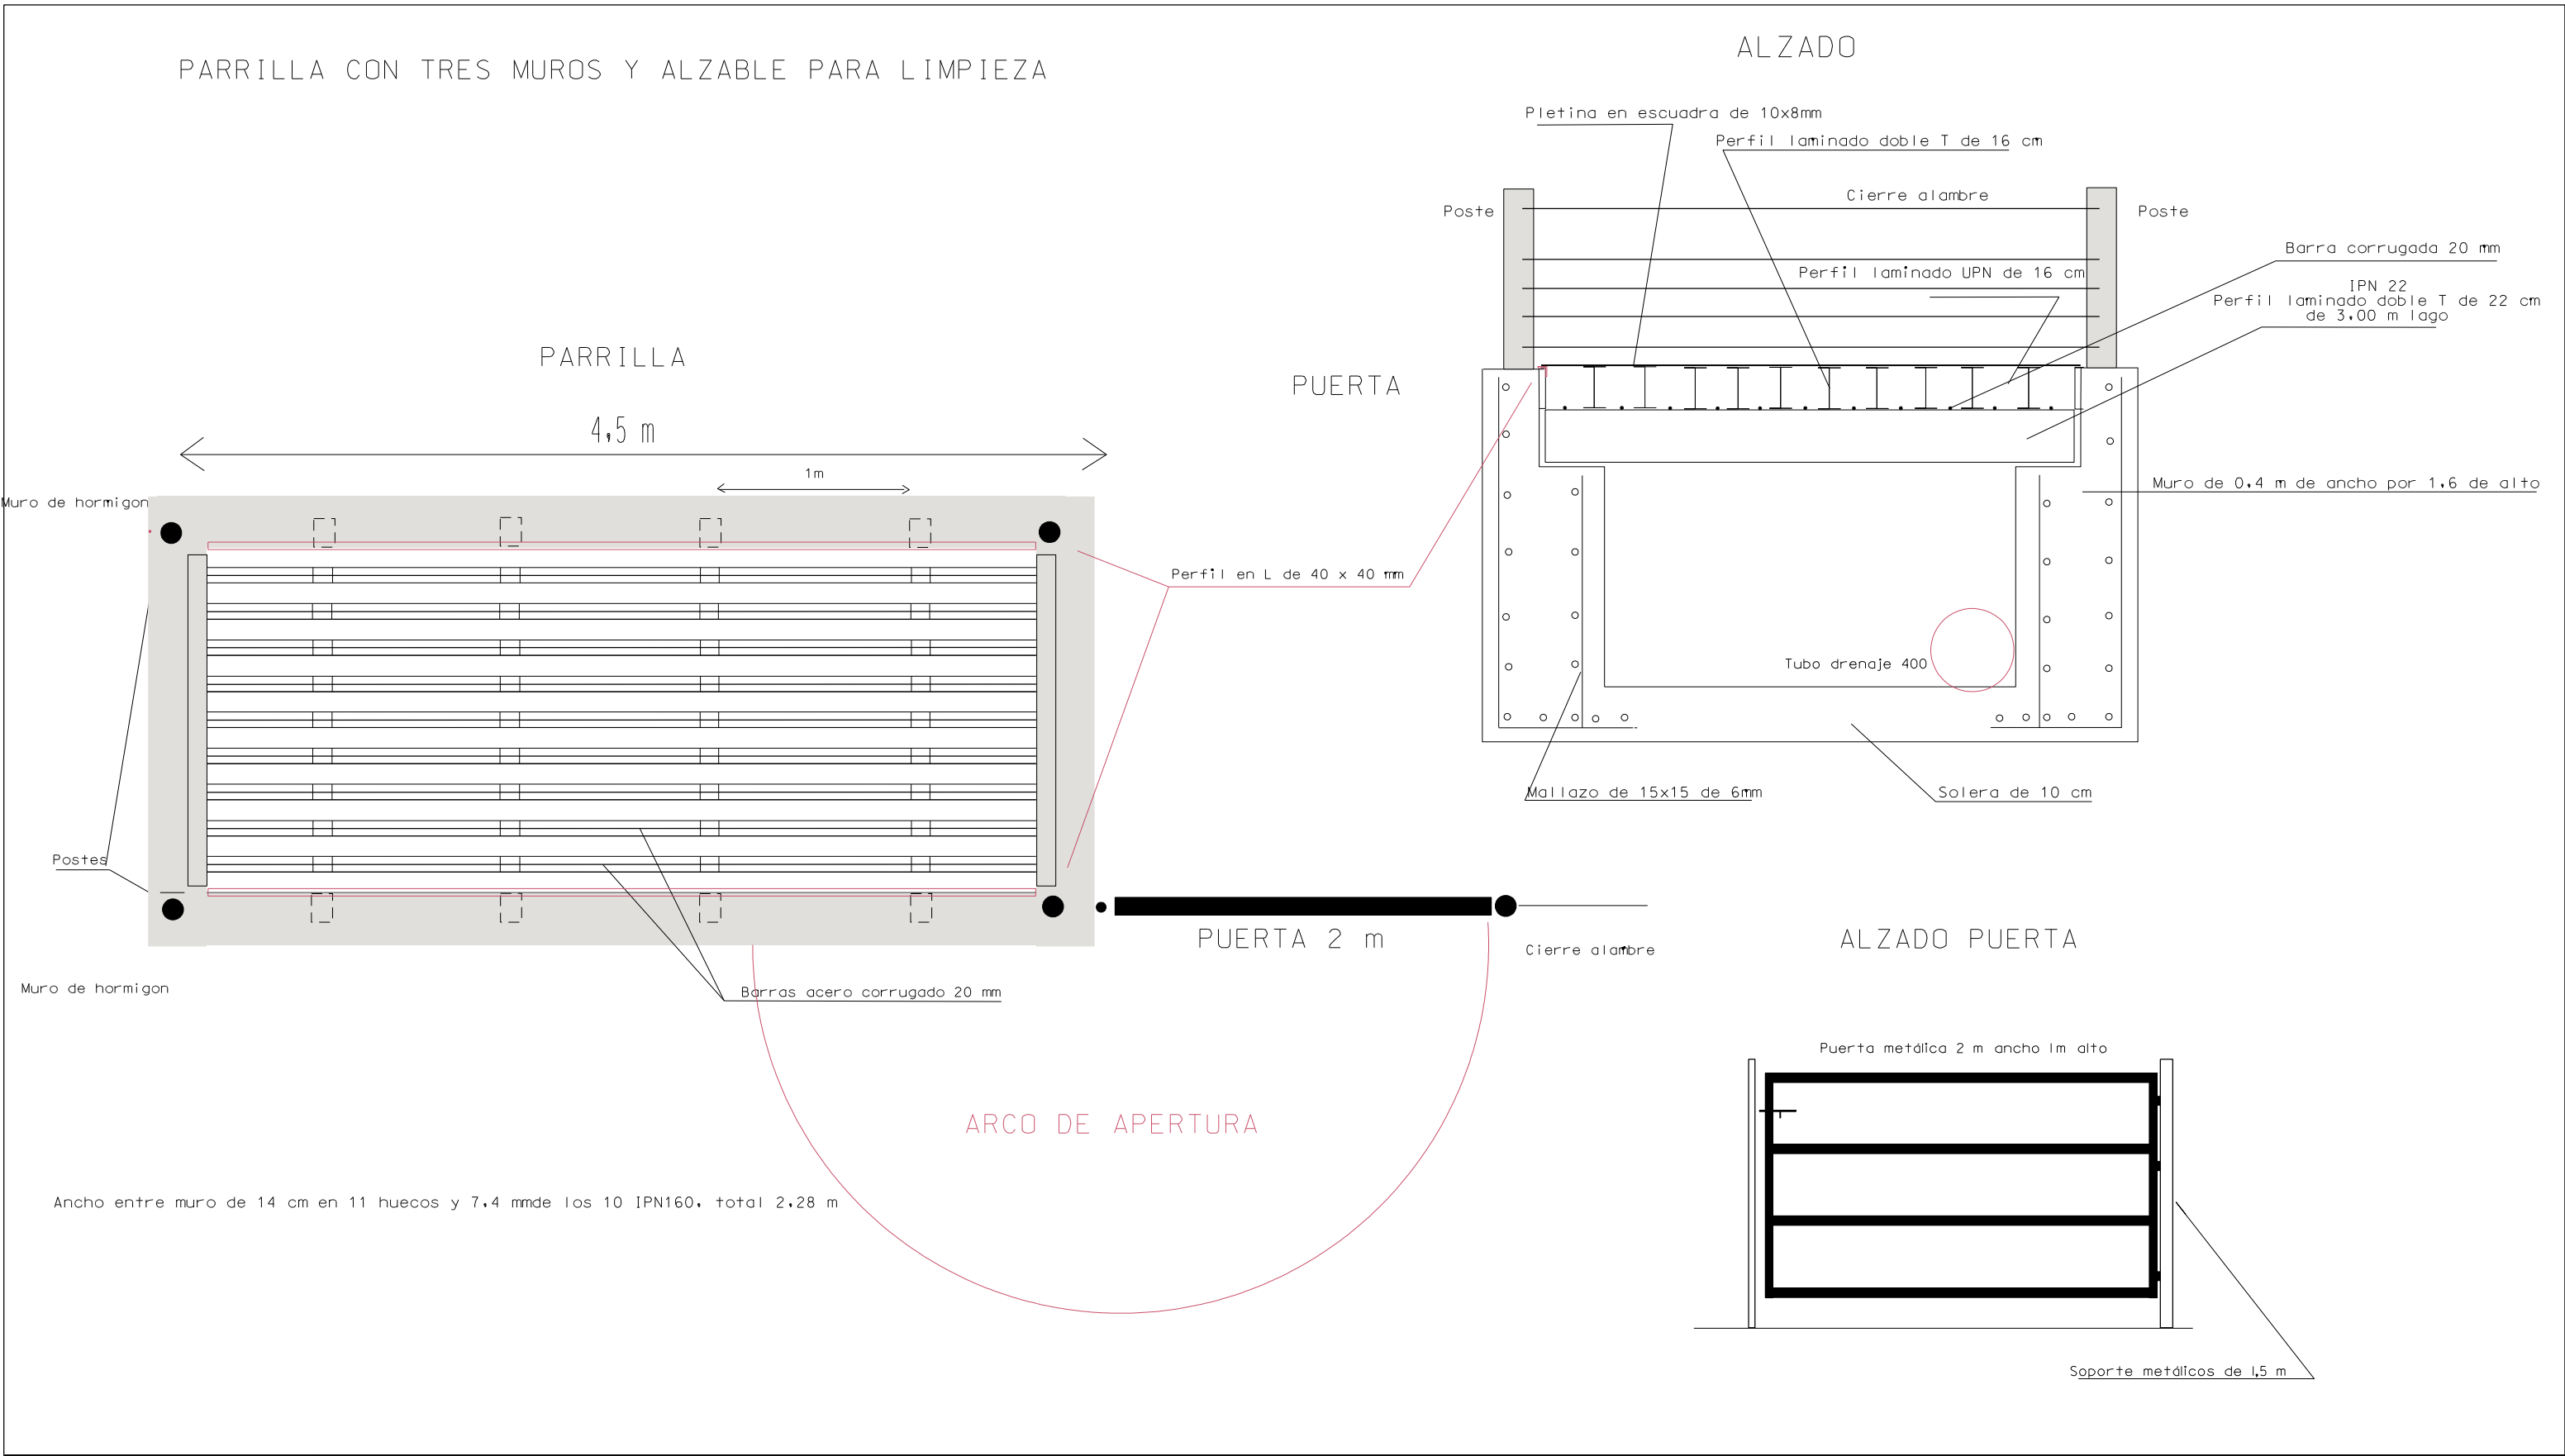 PARRILLA CON TRES MUROS Y ALZABLE PARA LIMPIEZA
ALZADO
Pletina en escuadra de 10x8mm
Perfil laminado doble T de 16 cm
Cierre alambre
Poste
Poste
Barra corrugada 20 mm
Perfil laminado UPN de 16 cm
IPN 22
Perfil laminado doble T de 22 cm
de 3,00 m lago
PARRILLA
PUERTA
4,5 m
1m
Muro de hormigon
Muro de 0,4 m de ancho por 1,6 de alto
Perfil en L de 40 x 40 mm
Tubo drenaje 400
Mallazo de 15x15 de 6mm
Solera de 10 cm
Postes
PUERTA 2 m
Cierre alambre
ALZADO PUERTA
Muro de hormigon
Barras acero corrugado 20 mm
Puerta metálica 2 m ancho 1m alto
ARCO DE APERTURA
Ancho entre muro de 14 cm en 11 huecos y 7,4 mmde los 10 IPN160, total 2,28 m
Soporte metálicos de 1,5 m